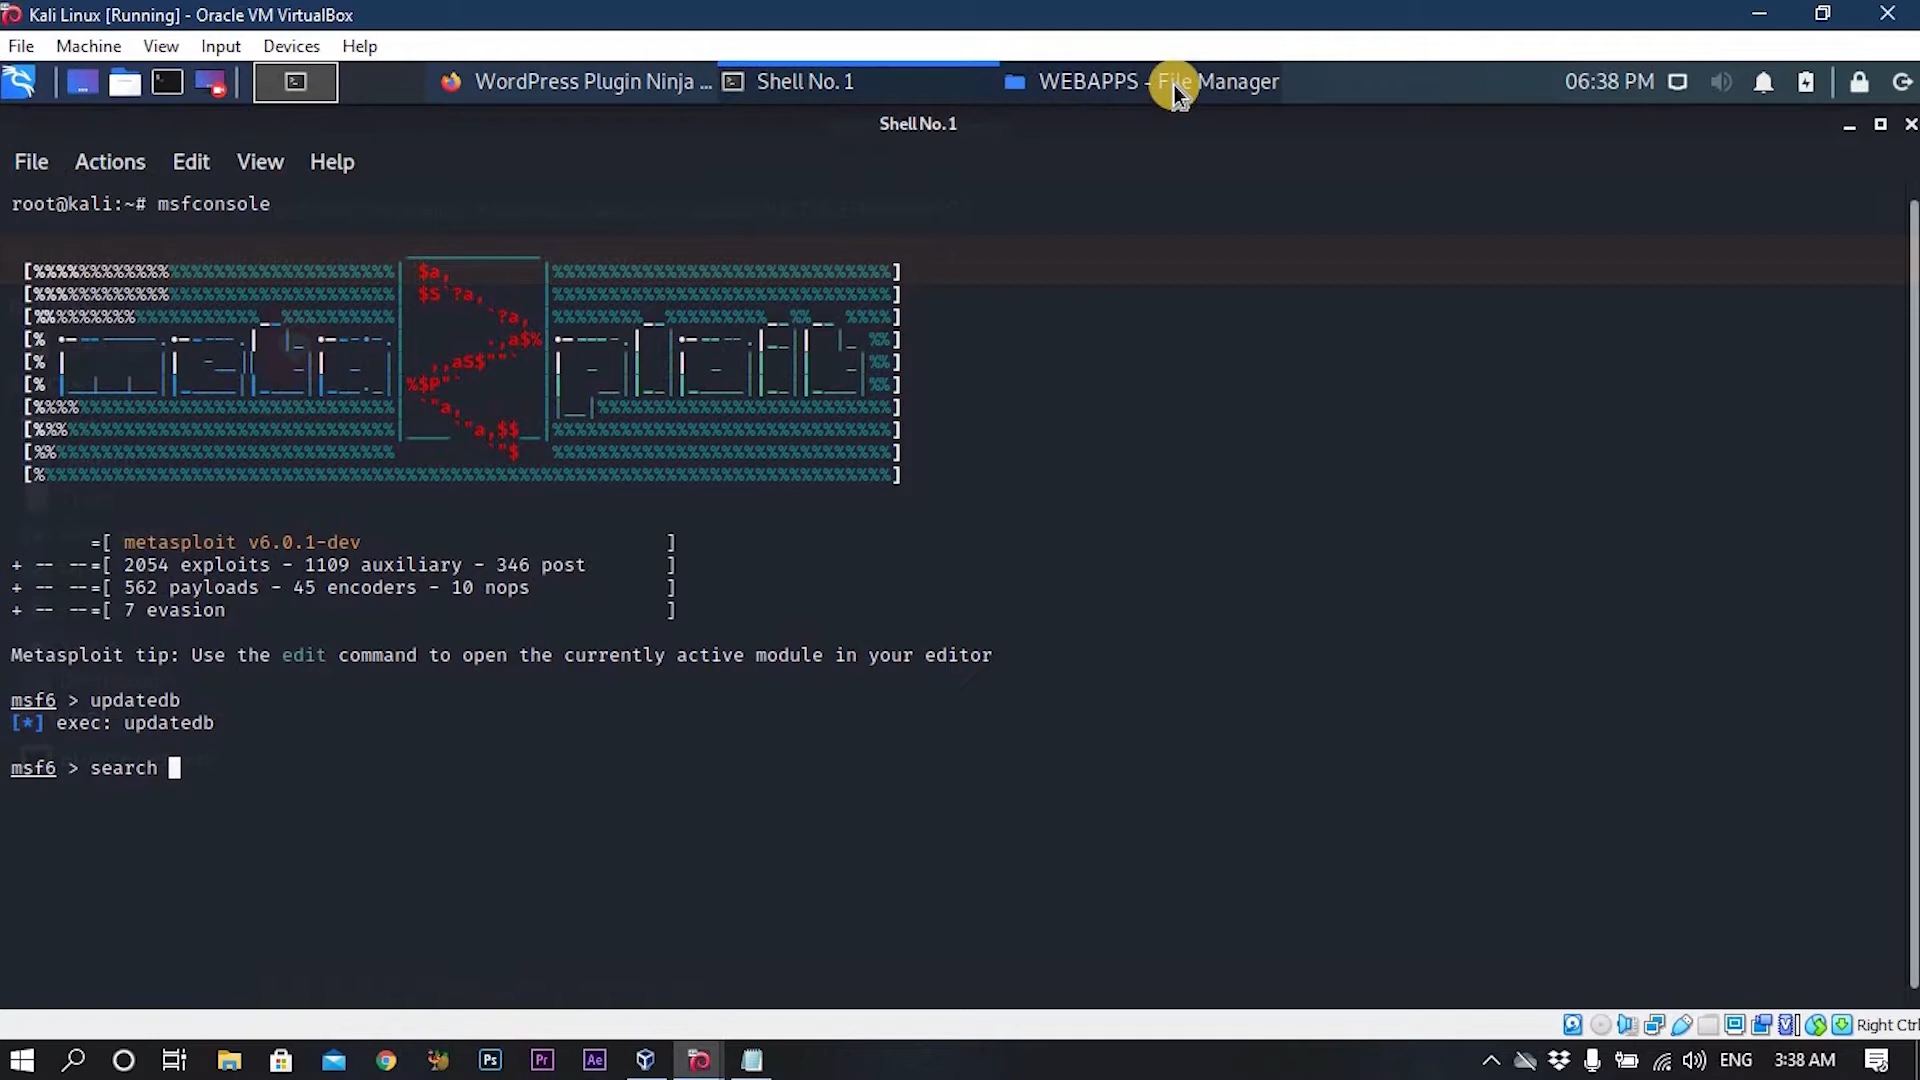 Kali Linux [Running] - Oracle VM VirtualBox
File Machine View Input Devices Help
WordPress Plugin Ninja ... Shell No. 1 WEBAPPS - File Manager 06:38 PM
Shell No. 1
File Actions Edit View Help
root@kali:~# msfconsole
=[ metasploit v6.0.1-dev ]
+ -- --=[ 2054 exploits - 1109 auxiliary - 346 post ]
+ -- --=[ 562 payloads - 45 encoders - 10 nops ]
+ -- --=[ 7 evasion ]
Metasploit tip: Use the edit command to open the currently active module in your editor
msf6 > updatedb
[*] exec: updatedb
msf6 > search
Right Ctrl
Ps Pr Ae ENG 3:38 AM